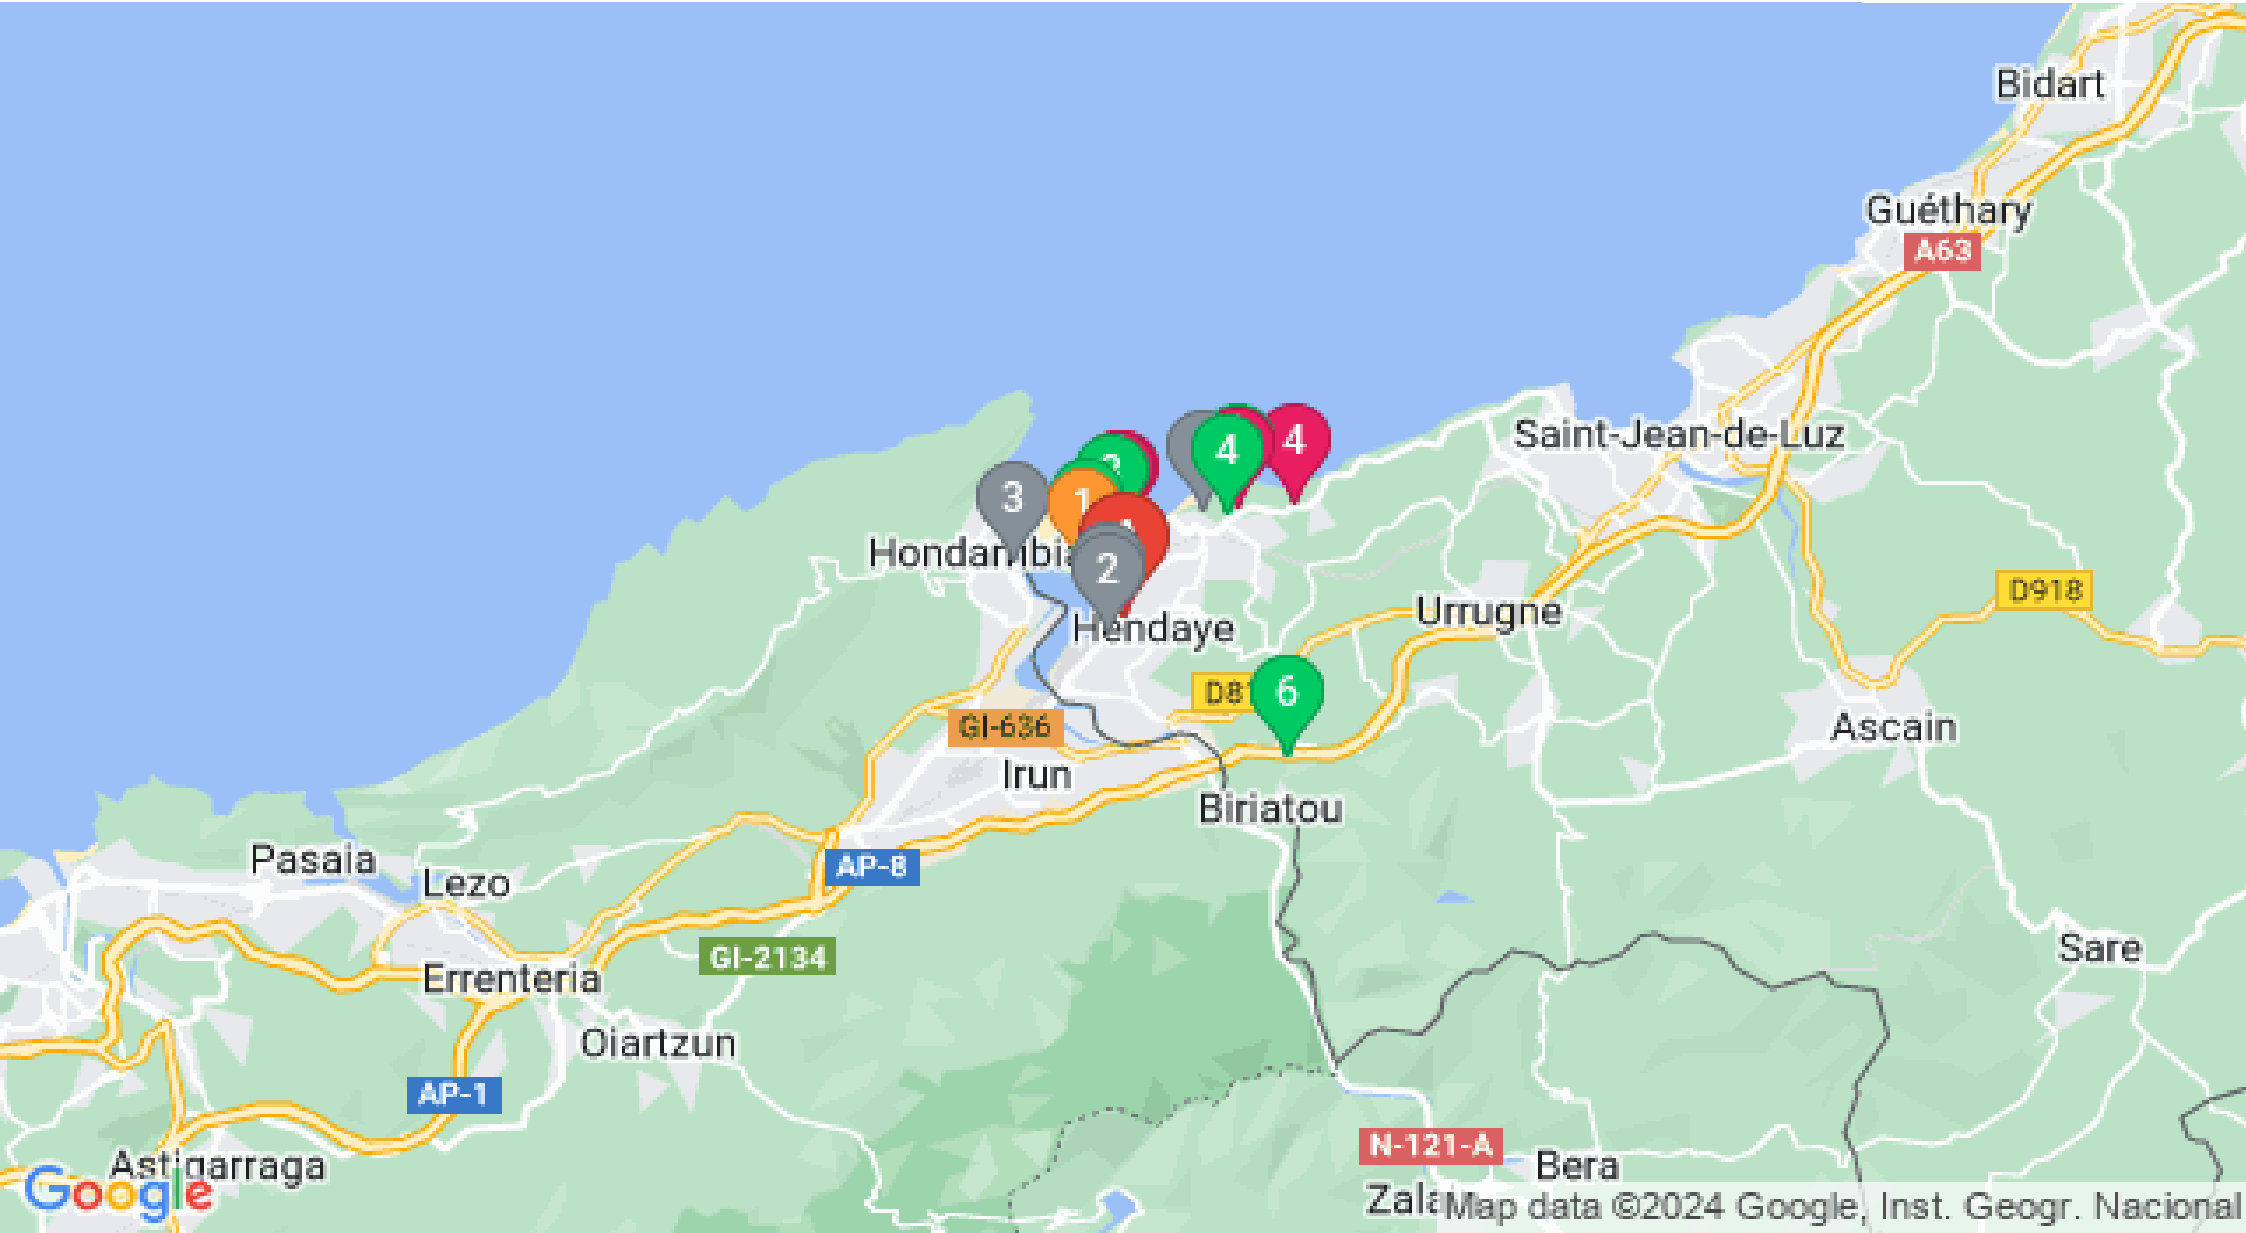 Bidart
Guéthary
A63
Saint-Jean-de-Luz
4
4
3
1
2
Hendaye
Urrugne
D918
6
GI-636
Irun
Ascain
Biriatou
Pasaia
Lezo
AP-8
GI-2134
Errenteria
Sare
Oiartzun
AP-1
N-121-A
Bera
Astigarraga
Google
Map data ©2024 Google, Inst. Geogr. Nacional